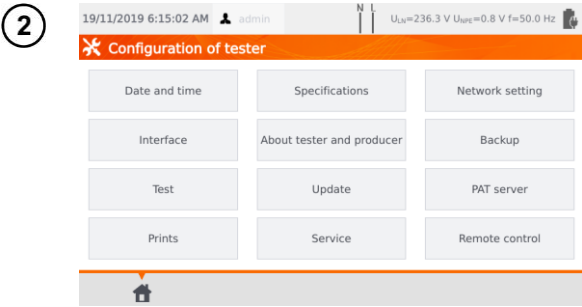 2
19/11/2019 6:15:02 AM admin N L U_LN=236.3 V U_NPE=0.8 V f=50.0 Hz
Configuration of tester
Date and time Specifications Network setting
Interface About tester and producer Backup
Test Update PAT server
Prints Service Remote control